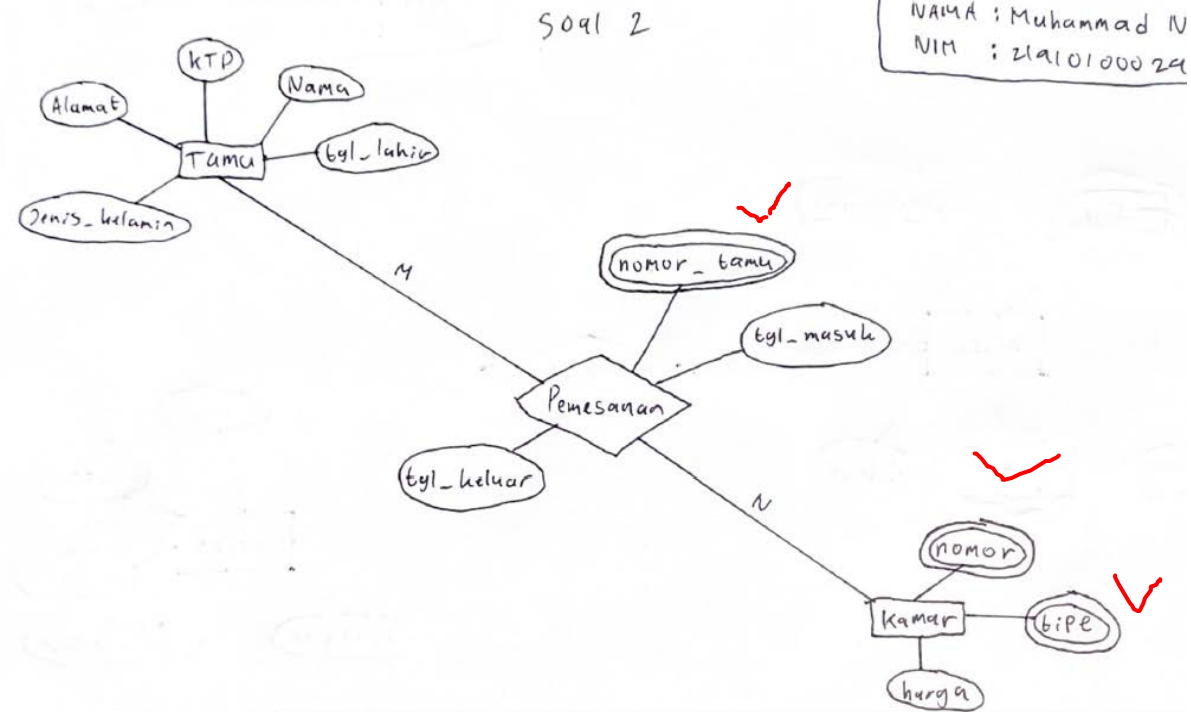 Soal 2
NAMA : Muhammad N
NIM : 2191010002
KTP
Nama
Alamat
Tamu
tgl_lahir
Jenis_kelamin
M
nomor_tamu
tgl_masuk
Pemesanan
tgl_keluar
N
nomor
Kamar
tipe
harga